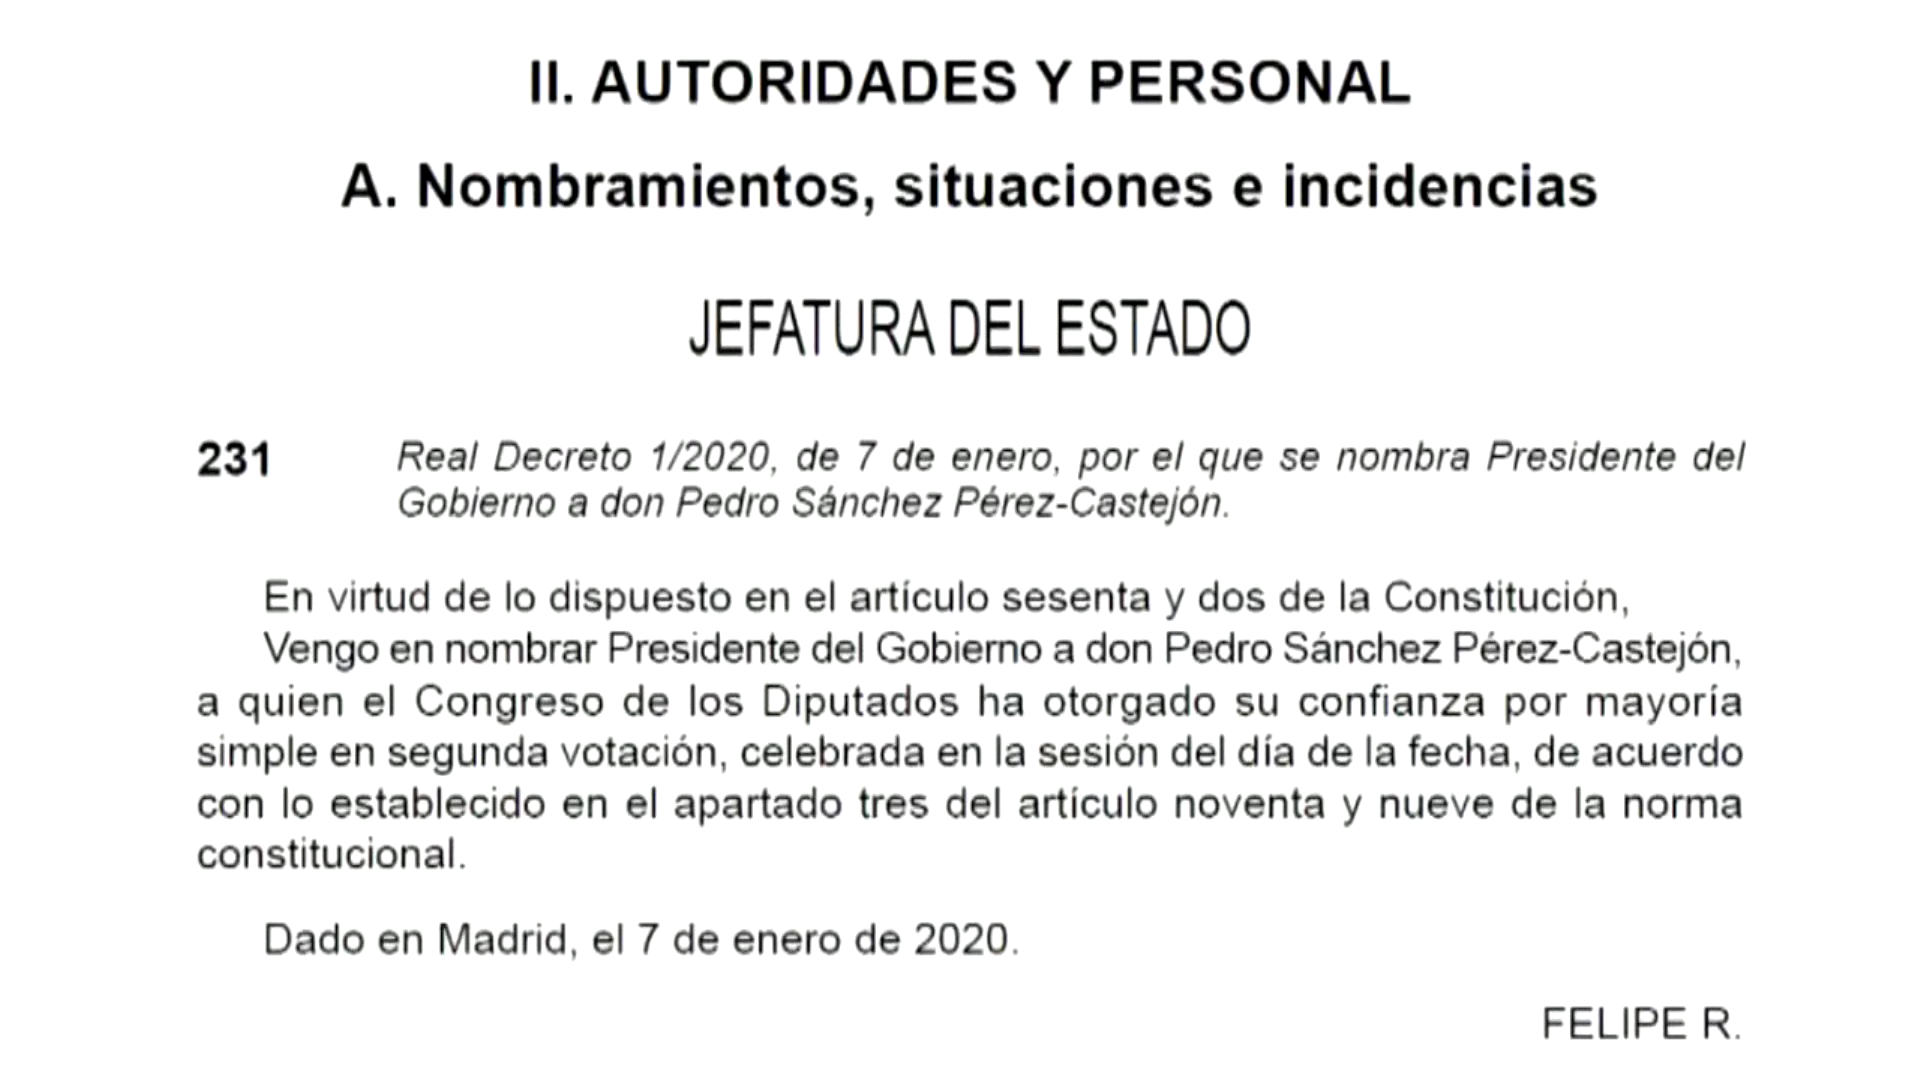 II. AUTORIDADES Y PERSONAL
A. Nombramientos, situaciones e incidencias
JEFATURA DEL ESTADO
231 Real Decreto 1/2020, de 7 de enero, por el que se nombra Presidente del
Gobierno a don Pedro Sánchez Pérez-Castejón.
En virtud de lo dispuesto en el artículo sesenta y dos de la Constitución,
Vengo en nombrar Presidente del Gobierno a don Pedro Sánchez Pérez-Castejón,
a quien el Congreso de los Diputados ha otorgado su confianza por mayoría
simple en segunda votación, celebrada en la sesión del día de la fecha, de acuerdo
con lo establecido en el apartado tres del artículo noventa y nueve de la norma
constitucional.
Dado en Madrid, el 7 de enero de 2020.
FELIPE R.